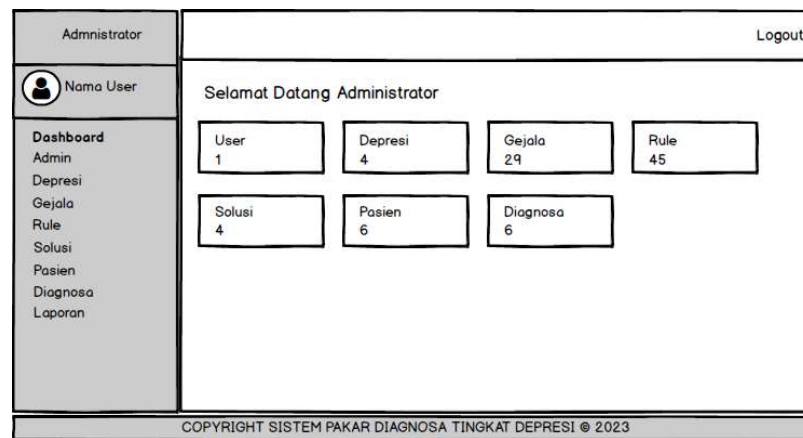 Admnistrator
Logout
Nama User
Dashboard
Admin
Depresi
Gejala
Rule
Solusi
Pasien
Diagnosa
Laporan
Selamat Datang Administrator
User
1
Depresi
4
Gejala
29
Rule
45
Solusi
4
Pasien
6
Diagnosa
6
COPYRIGHT SISTEM PAKAR DIAGNOSA TINGKAT DEPRESI © 2023